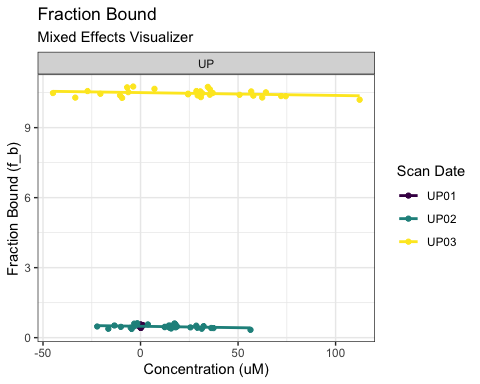 Fraction Bound
Mixed Effects Visualizer
UP
Fraction Bound (f_b)
9
6
3
0
-50
0
50
100
Concentration (uM)
Scan Date
UP01
UP02
UP03